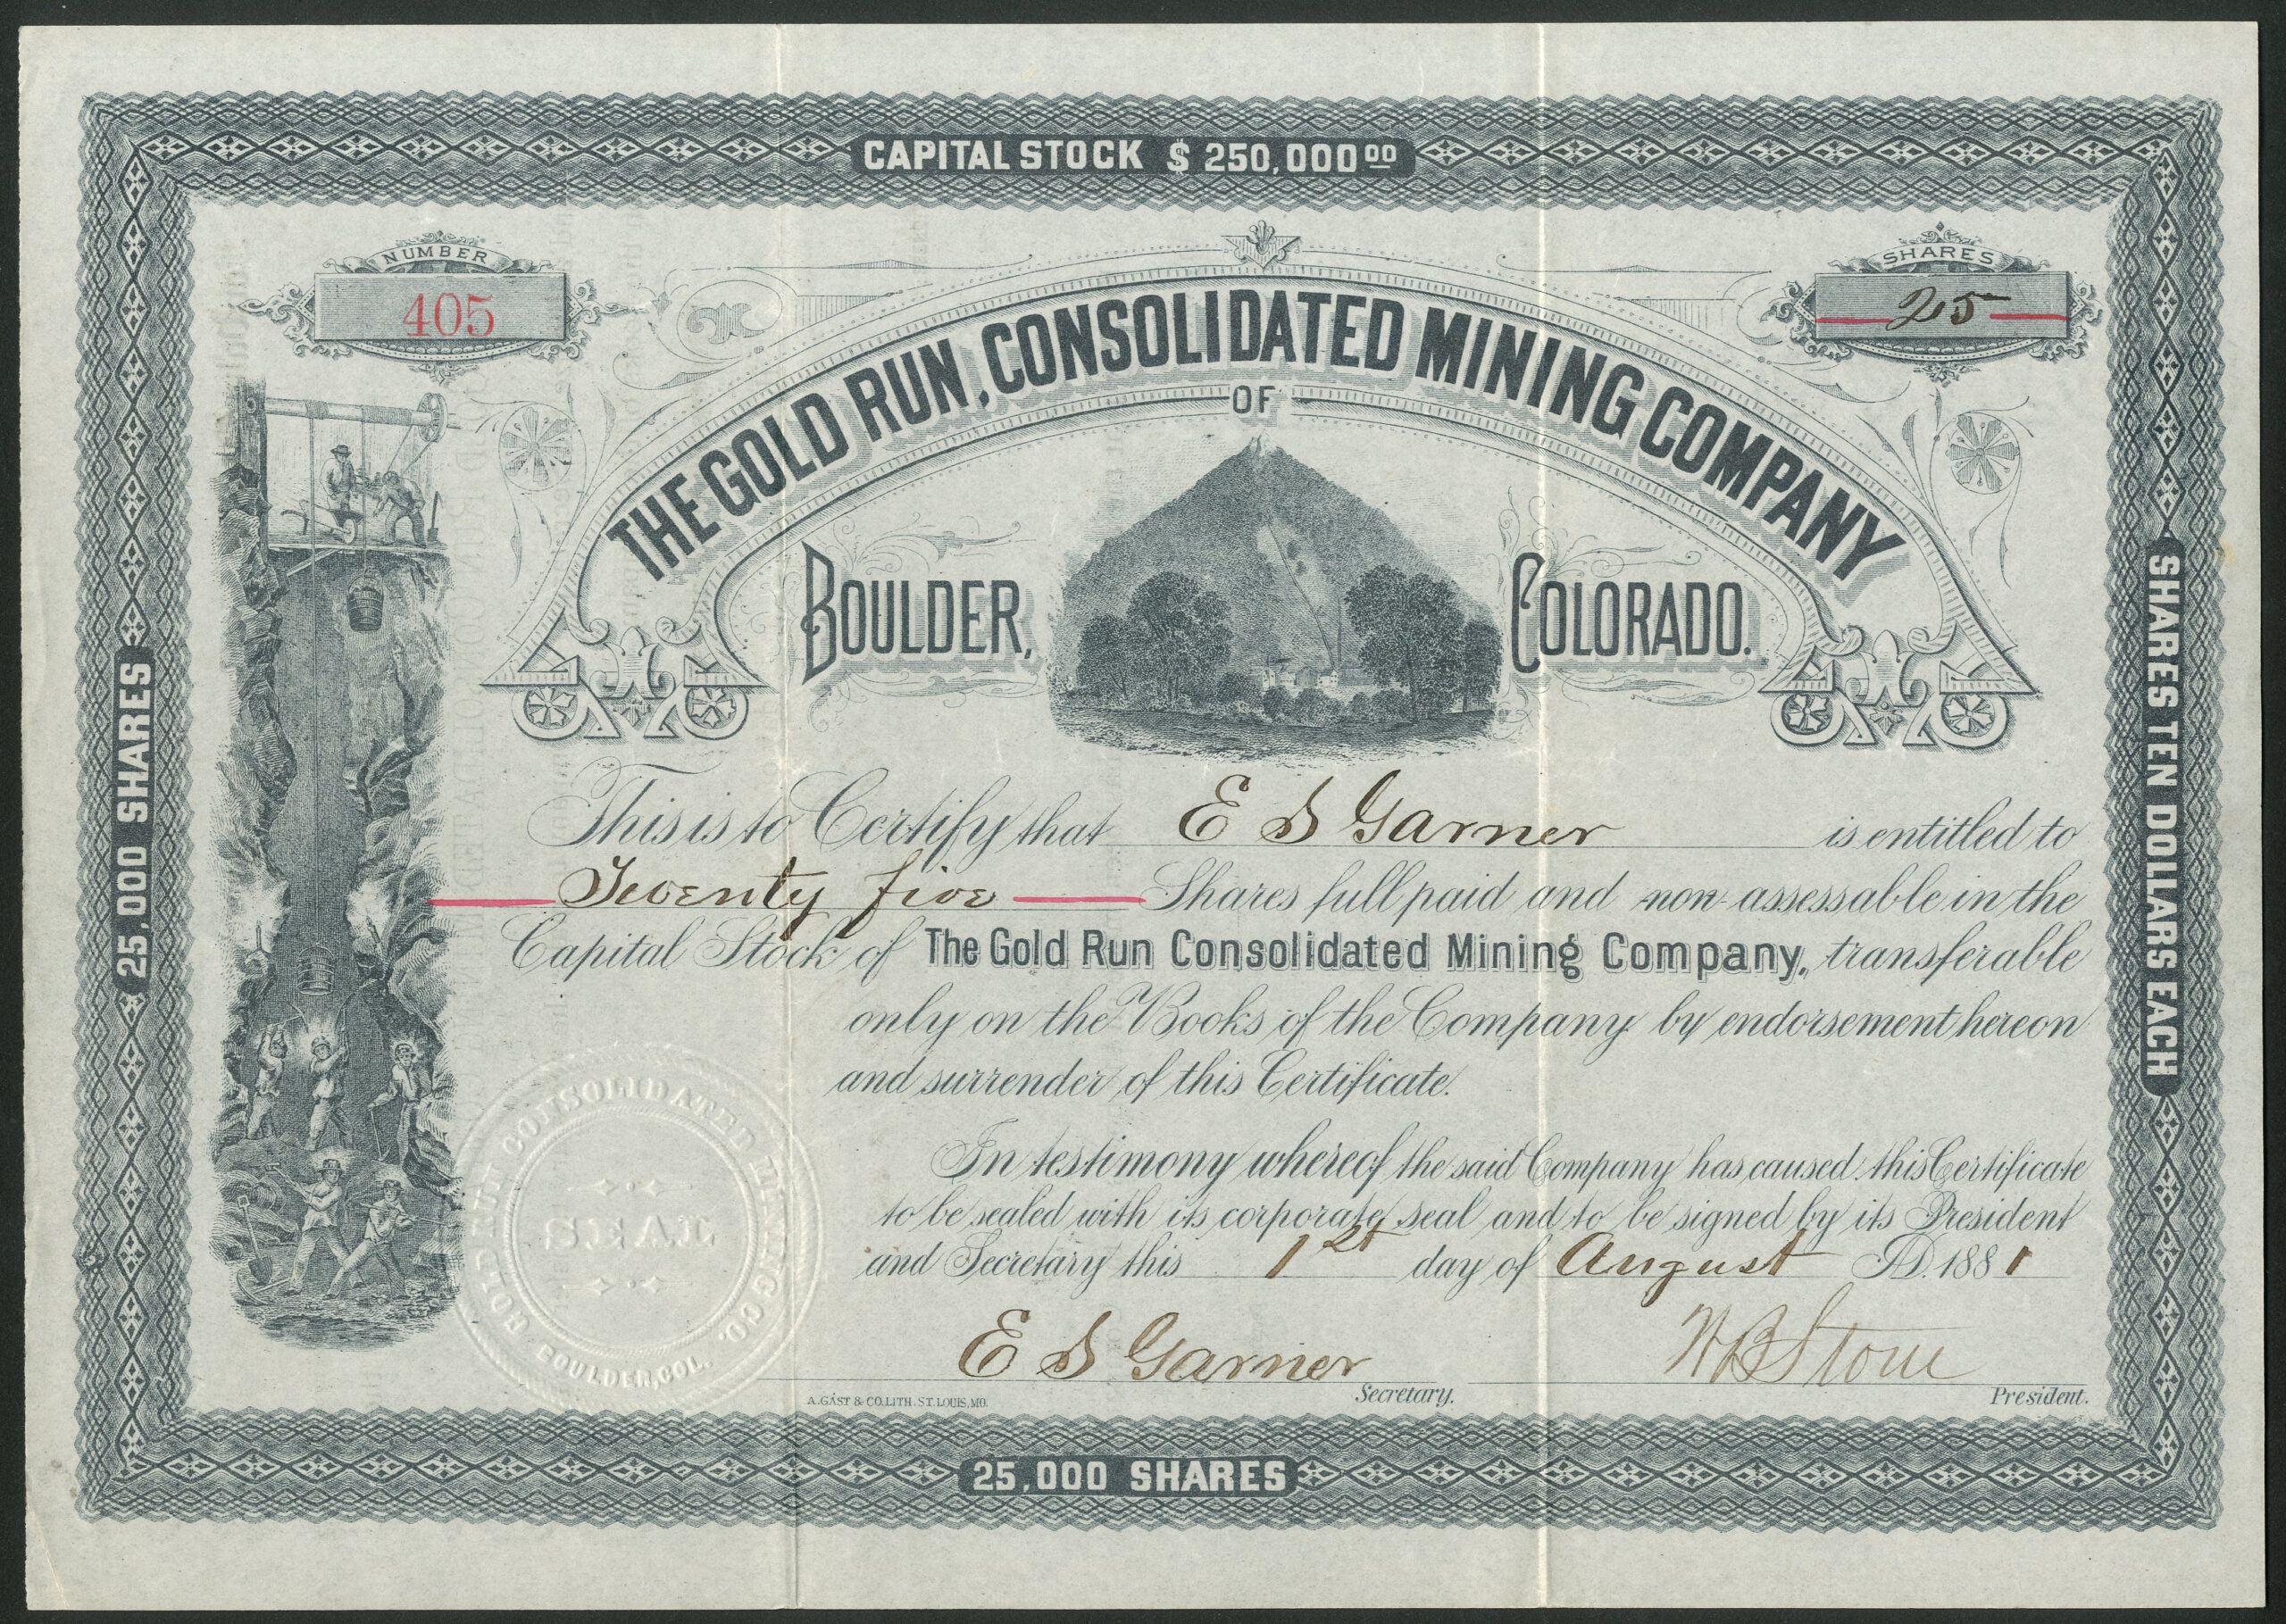 CAPITAL STOCK $ 250,000 00
NUMBER
405
SHARES
25
THE GOLD RUN, CONSOLIDATED MINING COMPANY
OF
BOULDER, COLORADO.
25,000 SHARES
SHARES TEN DOLLARS EACH
This is to Certify that E S Garner is entitled to
Twenty five Shares full paid and non-assessable in the
Capital Stock of The Gold Run Consolidated Mining Company, transferable
only on the Books of the Company by endorsement hereon
and surrender of this Certificate.
In testimony whereof the said Company has caused this Certificate
to be sealed with its corporate seal and to be signed by its President
and Secretary this 1st day of August A.D. 1881
GOLD RUN CONSOLIDATED MINING CO.
SEAL
BOULDER, COL.
E S Garner
Secretary.
W B Stone
President.
A. GAST & CO. LITH. ST. LOUIS, MO.
25,000 SHARES